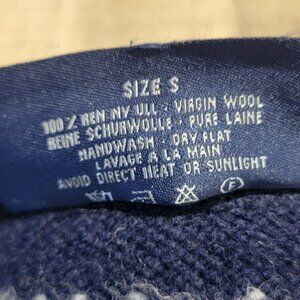 SIZE S
100% REN NY ULL · VIRGIN WOOL
REINE SCHURWOLLE · PURE LAINE
HANDWASH · DRY FLAT
LAVAGE A LA MAIN
AVOID DIRECT HEAT OR SUNLIGHT